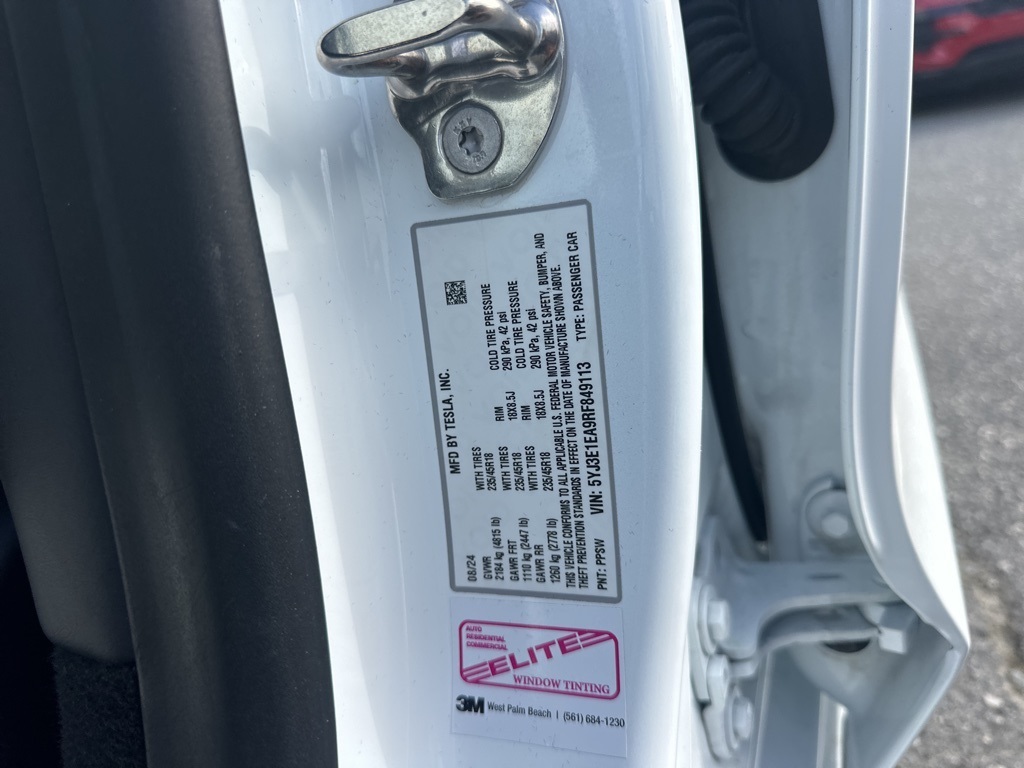 MFD BY TESLA, INC.
08/24
GVWR WITH TIRES RIM COLD TIRE PRESSURE
2184 kg (4815 lb) 235/45R18 18X8.5J 290 kPa, 42 psi
GAWR FRT WITH TIRES RIM COLD TIRE PRESSURE
1110 kg (2447 lb) 235/45R18 18X8.5J 290 kPa, 42 psi
GAWR RR WITH TIRES
1260 kg (2778 lb) 235/45R18
THIS VEHICLE CONFORMS TO ALL APPLICABLE U.S. FEDERAL MOTOR VEHICLE SAFETY, BUMPER, AND
THEFT PREVENTION STANDARDS IN EFFECT ON THE DATE OF MANUFACTURE SHOWN ABOVE.
VIN: 5YJ3E1EA9RF849113
PNT: PPSW TYPE: PASSENGER CAR
AUTO
RESIDENTIAL
COMMERCIAL
ELITE
WINDOW TINTING
3M West Palm Beach | (561) 684-1230